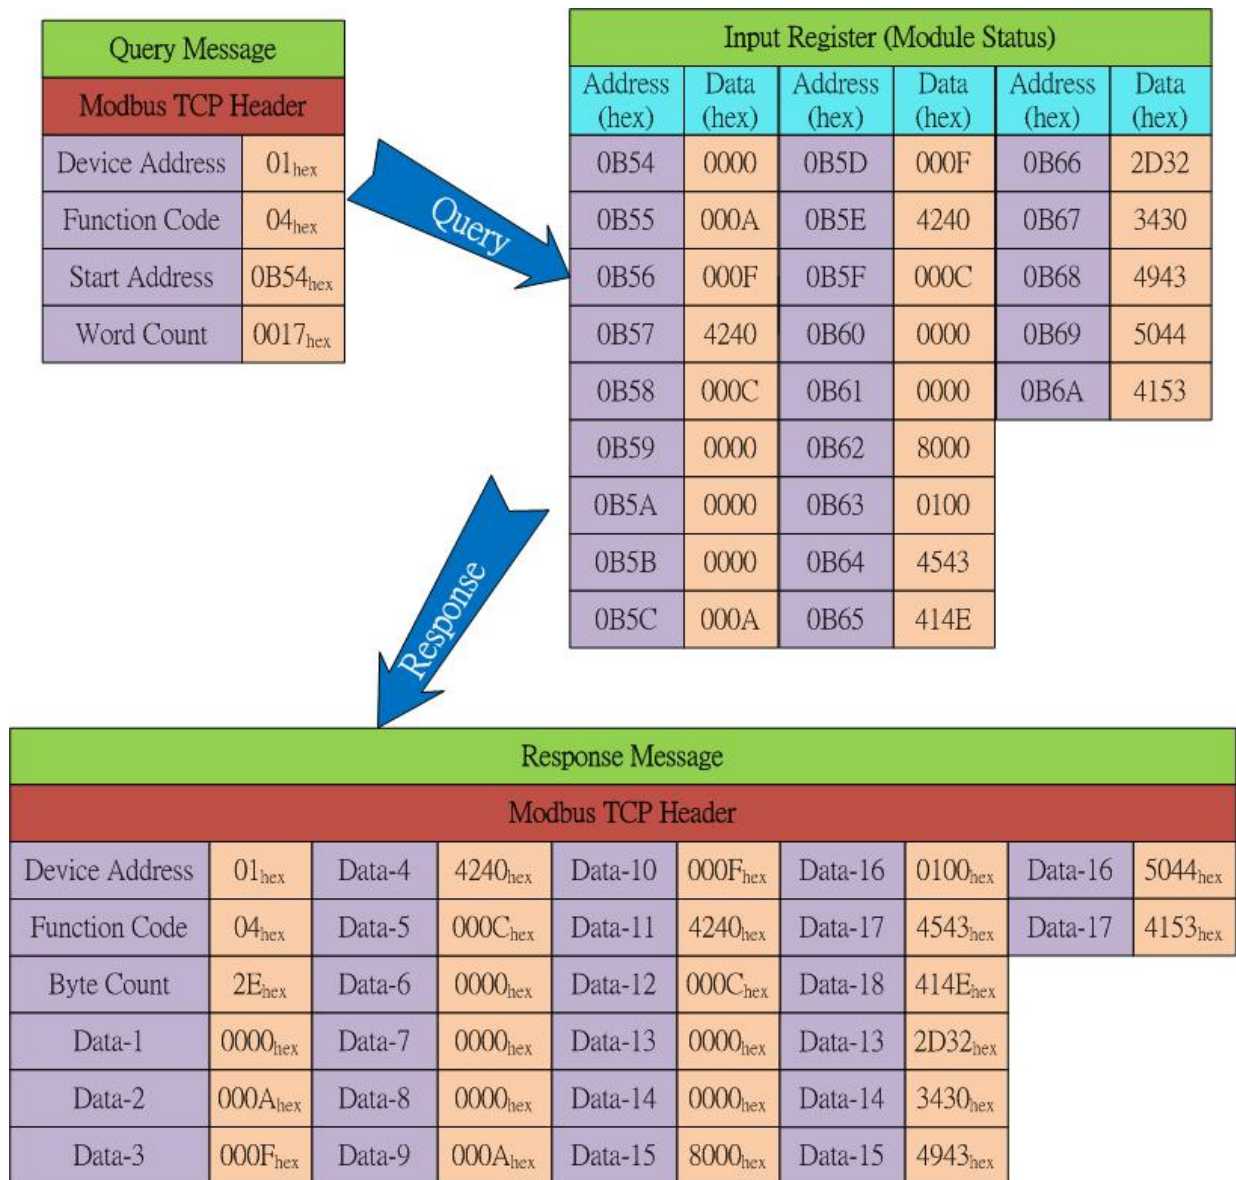 Query Message
Modbus TCP Header
Device Address 01hex
Function Code 04hex
Start Address 0B54hex
Word Count 0017hex
Query
Input Register (Module Status)
Address (hex) Data (hex) Address (hex) Data (hex) Address (hex) Data (hex)
0B54 0000 0B5D 000F 0B66 2D32
0B55 000A 0B5E 4240 0B67 3430
0B56 000F 0B5F 000C 0B68 4943
0B57 4240 0B60 0000 0B69 5044
0B58 000C 0B61 0000 0B6A 4153
0B59 0000 0B62 8000
0B5A 0000 0B63 0100
0B5B 0000 0B64 4543
0B5C 000A 0B65 414E
Response
Response Message
Modbus TCP Header
Device Address 01hex Data-4 4240hex Data-10 000Fhex Data-16 0100hex Data-16 5044hex
Function Code 04hex Data-5 000Chex Data-11 4240hex Data-17 4543hex Data-17 4153hex
Byte Count 2Ehex Data-6 0000hex Data-12 000Chex Data-18 414Ehex
Data-1 0000hex Data-7 0000hex Data-13 0000hex Data-13 2D32hex
Data-2 000Ahex Data-8 0000hex Data-14 0000hex Data-14 3430hex
Data-3 000Fhex Data-9 000Ahex Data-15 8000hex Data-15 4943hex